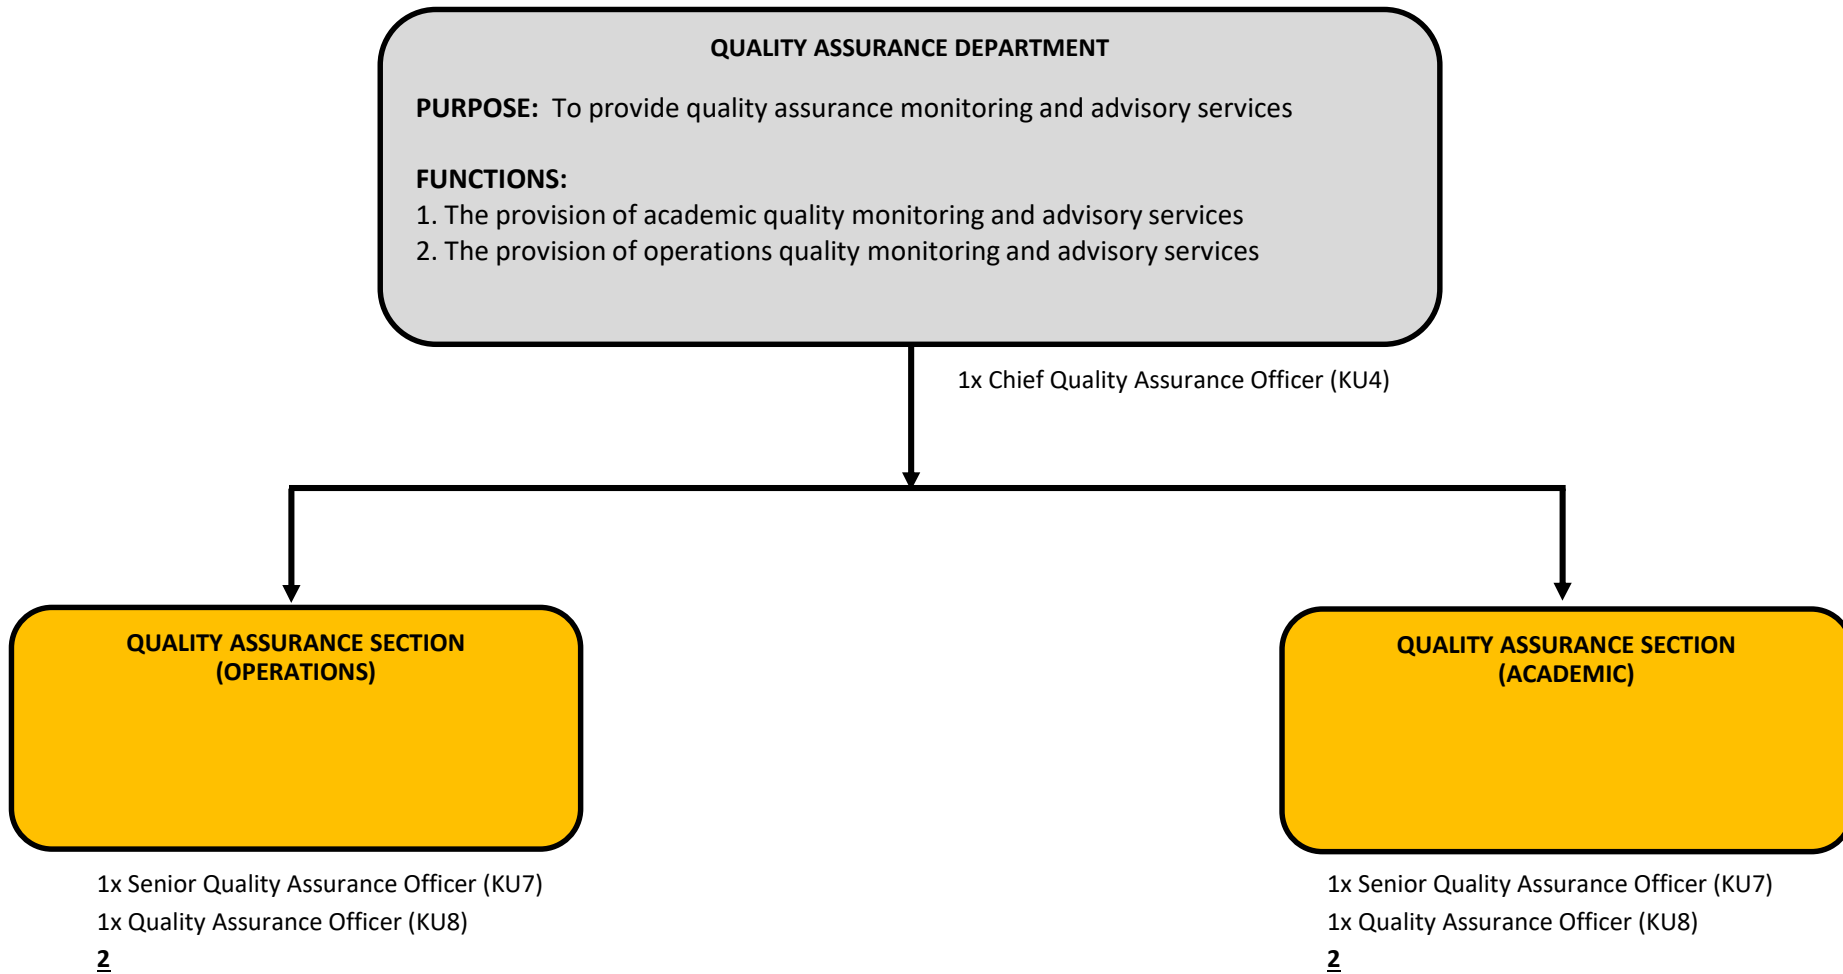 QUALITY ASSURANCE DEPARTMENT
PURPOSE: To provide quality assurance monitoring and advisory services
FUNCTIONS:
1. The provision of academic quality monitoring and advisory services
2. The provision of operations quality monitoring and advisory services
1x Chief Quality Assurance Officer (KU4)
QUALITY ASSURANCE SECTION
(OPERATIONS)
1x Senior Quality Assurance Officer (KU7)
1x Quality Assurance Officer (KU8)
2
QUALITY ASSURANCE SECTION
(ACADEMIC)
1x Senior Quality Assurance Officer (KU7)
1x Quality Assurance Officer (KU8)
2